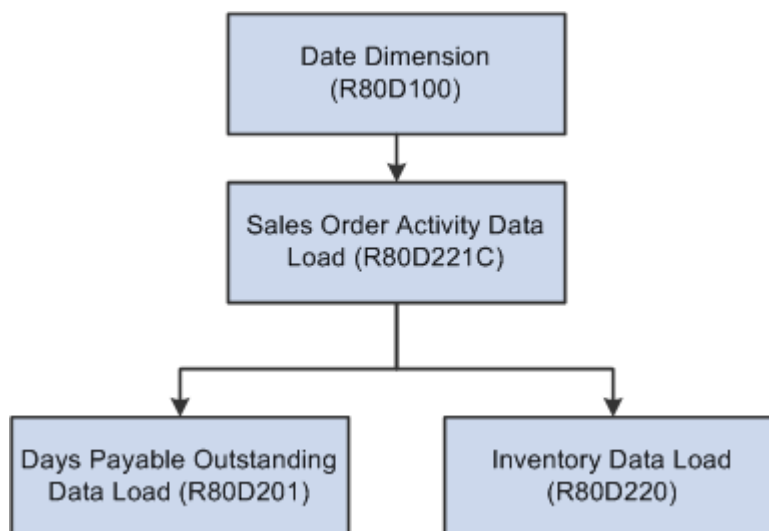 Date Dimension
(R80D100)
Sales Order Activity Data
Load (R80D221C)
Days Payable Outstanding
Data Load (R80D201)
Inventory Data Load
(R80D220)